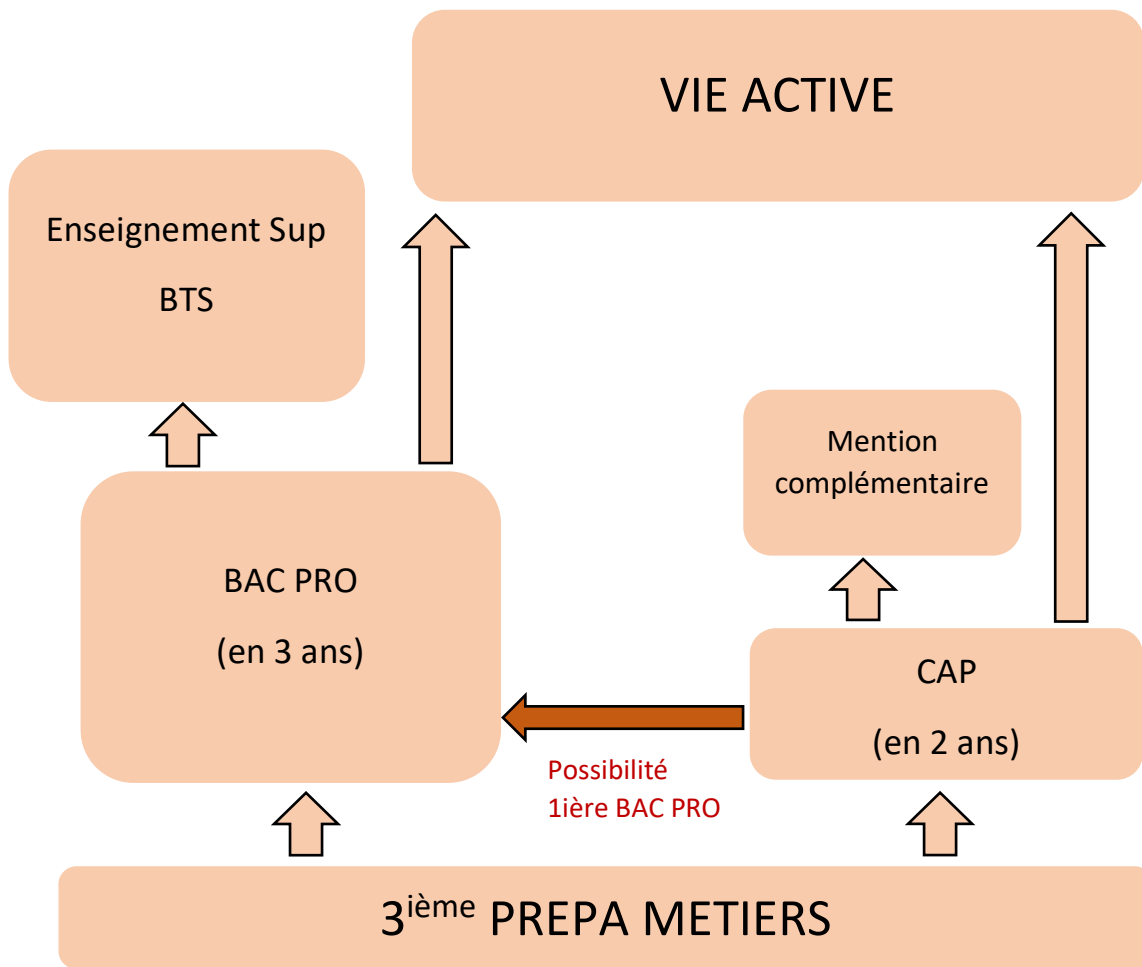 VIE ACTIVE
Enseignement Sup
BTS
Mention
complémentaire
BAC PRO
(en 3 ans)
CAP
(en 2 ans)
Possibilité
1ière BAC PRO
3ième PREPA METIERS